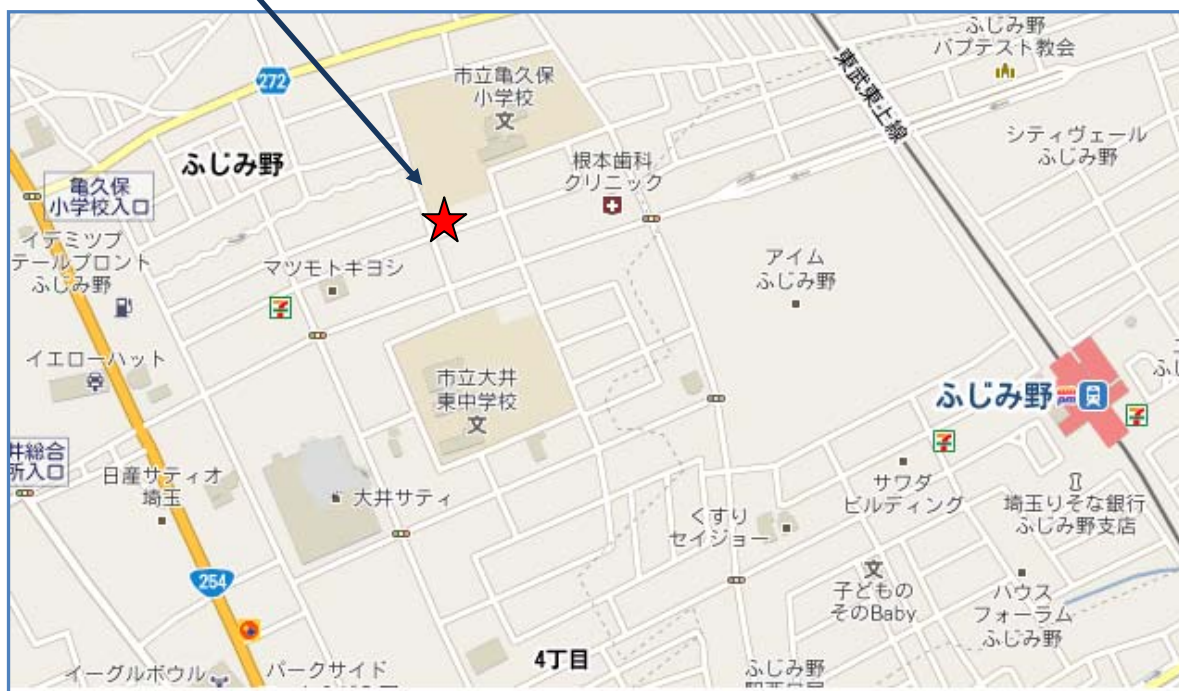 ふじみ野
バプテスト教会
東武東上線
市立亀久保
小学校
文
272
シティヴェール
ふじみ野
ふじみ野
根本歯科
クリニック
亀久保
小学校入口
イデミツプ
テールプロント
ふじみ野
マツモトキヨシ
アイム
ふじみ野
7
イエローハット
市立大井
東中学校
文
ふじみ野
am
pm
7
7
井総合
所入口
日産サティオ
埼玉
大井サティ
サワダ
ビルディング
埼玉りそな銀行
ふじみ野支店
くすり
セイジョー
254
文
子どもの
そのBaby
ハウス
フォーラム
ふじみ野
4丁目
イーグルボウル
パークサイド
ふじみ野